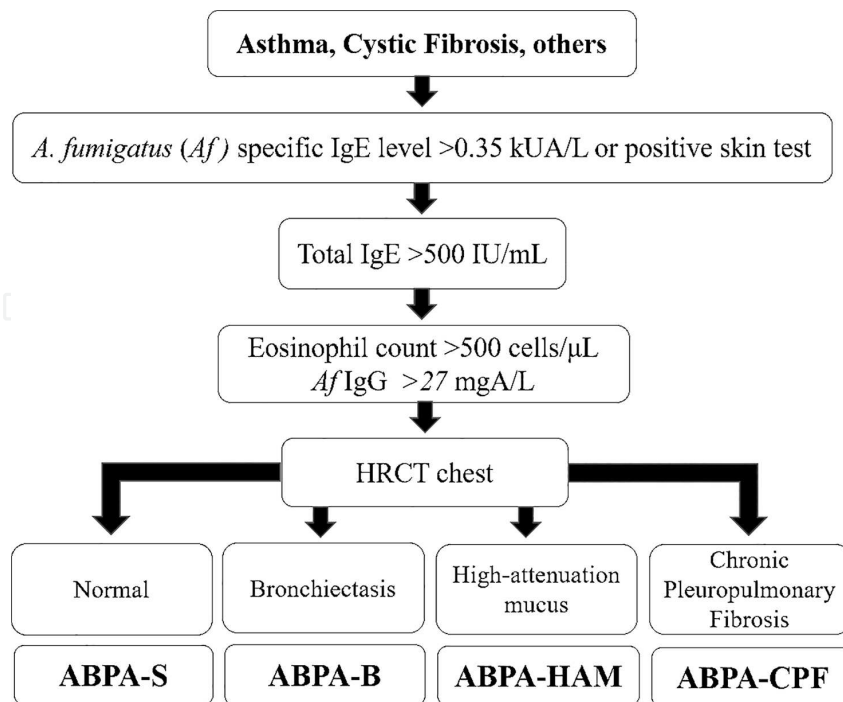 Asthma, Cystic Fibrosis, others
A. fumigatus (Af) specific IgE level >0.35 kUA/L or positive skin test
Total IgE >500 IU/mL
Eosinophil count >500 cells/μL
Af IgG >27 mgA/L
HRCT chest
Normal
Bronchiectasis
High-attenuation
mucus
Chronic
Pleuropulmonary
Fibrosis
ABPA-S
ABPA-B
ABPA-HAM
ABPA-CPF